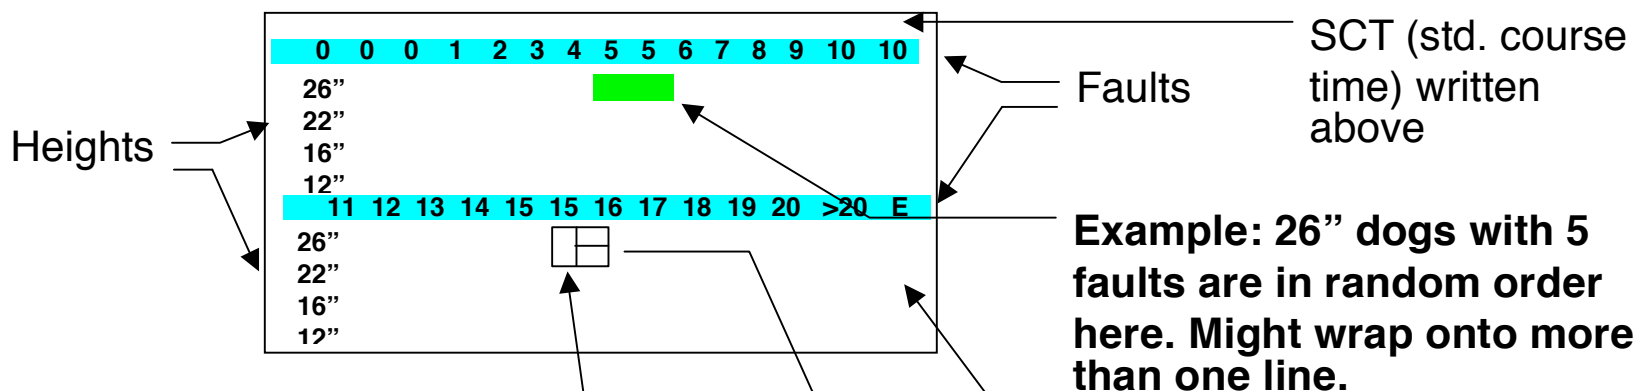 SCT (std. course
time) written
above
0 0 0 1 2 3 4 5 5 6 7 8 9 10 10
Faults
Heights
26”
22”
16”
12”
11 12 13 14 15 15 16 17 18 19 20 >20 E
26”
22”
16”
12”
Example: 26” dogs with 5
faults are in random order
here. Might wrap onto more
than one line.